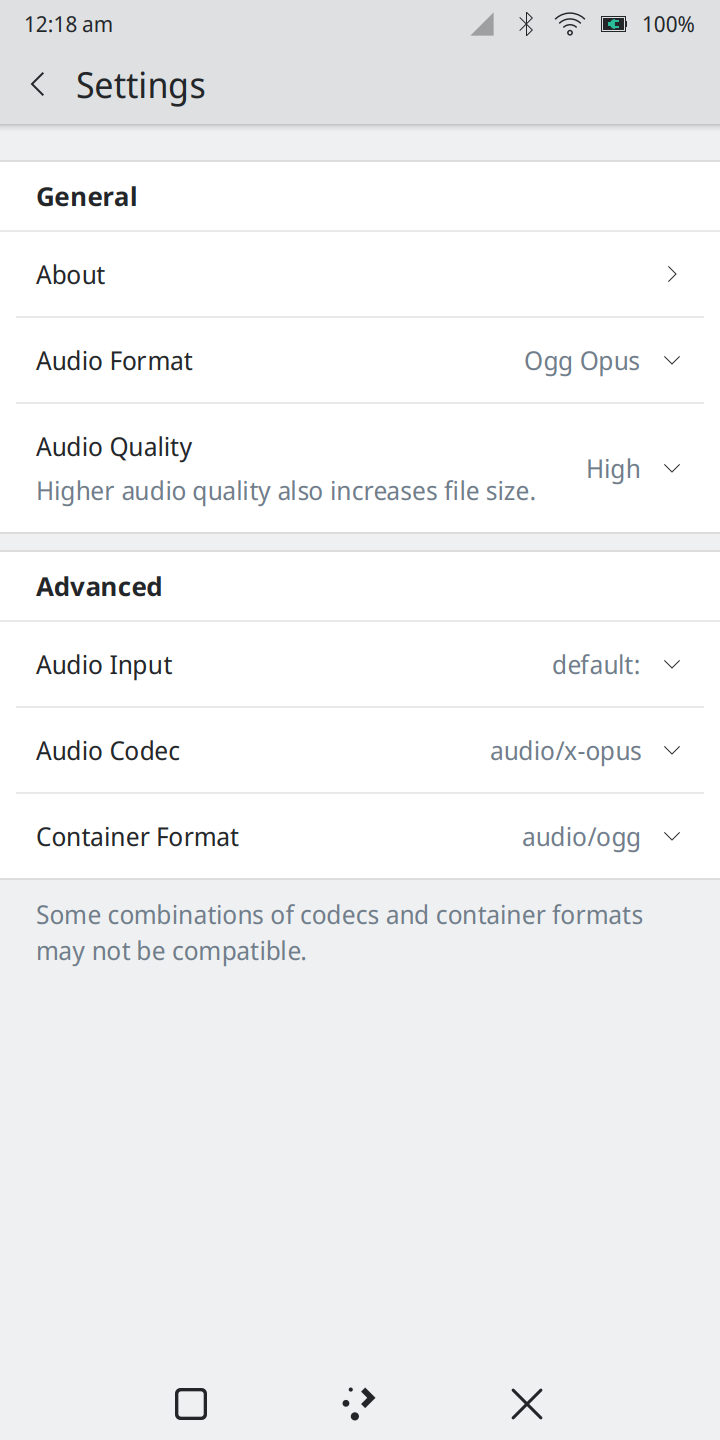 12:18 am
100%
Settings
General
About
Audio Format
Ogg Opus
Audio Quality
Higher audio quality also increases file size.
High
Advanced
Audio Input
default:
Audio Codec
audio/x-opus
Container Format
audio/ogg
Some combinations of codecs and container formats
may not be compatible.